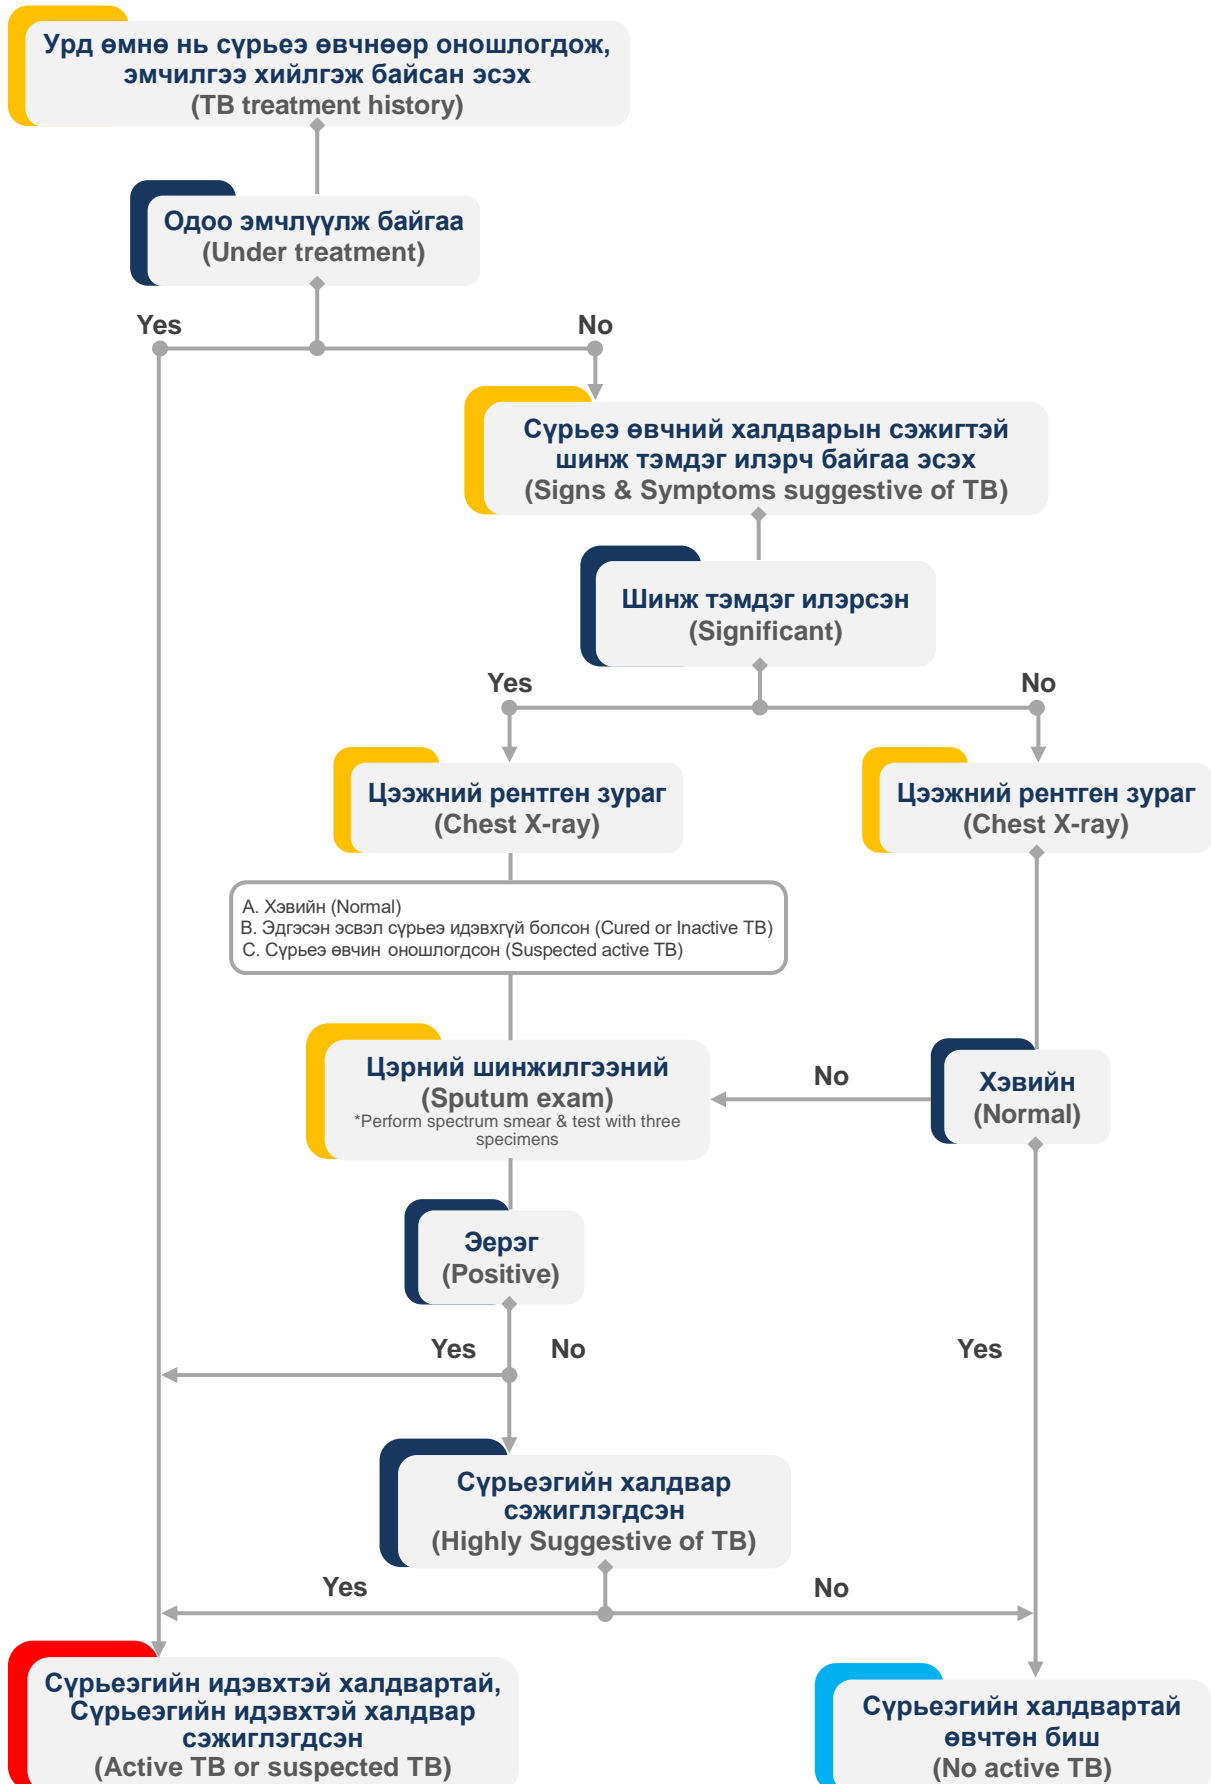 Урд өмнө нь сүрьеэ өвчнөөр оношлогдож,
эмчилгээ хийлгэж байсан эсэх
(TB treatment history)
Одоо эмчлүүлж байгаа
(Under treatment)
Yes
No
Сүрьеэ өвчний халдварын сэжигтэй
шинж тэмдэг илэрч байгаа эсэх
(Signs & Symptoms suggestive of TB)
Шинж тэмдэг илэрсэн
(Significant)
Yes
No
Цээжний рентген зураг
(Chest X-ray)
Цээжний рентген зураг
(Chest X-ray)
A. Хэвийн (Normal)
B. Эдгэсэн эсвэл сүрьеэ идэвхгүй болсон (Cured or Inactive TB)
C. Сүрьеэ өвчин оношлогдсон (Suspected active TB)
Цэрний шинжилгээний
(Sputum exam)
*Perform spectrum smear & test with three
specimens
No
Хэвийн
(Normal)
Эерэг
(Positive)
Yes
No
Yes
Сүрьеэгийн халдвар
сэжиглэгдсэн
(Highly Suggestive of TB)
Yes
No
Сүрьеэгийн идэвхтэй халдвартай,
Сүрьеэгийн идэвхтэй халдвар
сэжиглэгдсэн
(Active TB or suspected TB)
Сүрьеэгийн халдвартай
өвчтөн биш
(No active TB)